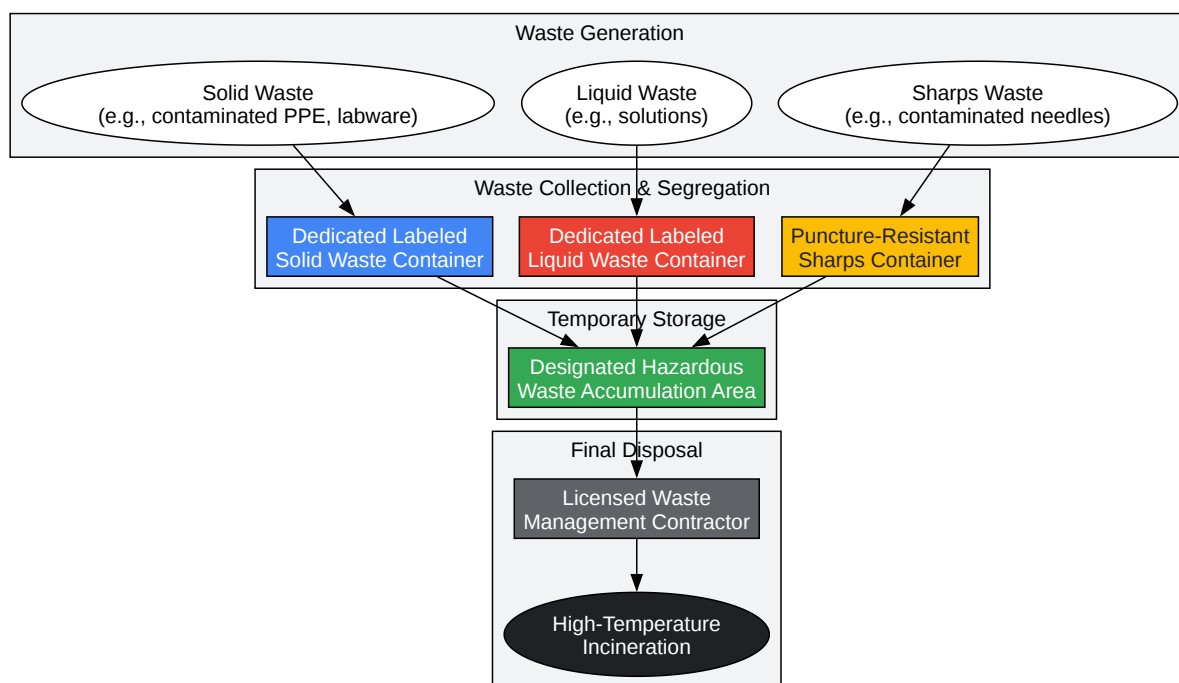 Waste Generation
Solid Waste
(e.g., contaminated PPE, labware)
Liquid Waste
(e.g., solutions)
Sharps Waste
(e.g., contaminated needles)
Waste Collection & Segregation
Dedicated Labeled
Solid Waste Container
Dedicated Labeled
Liquid Waste Container
Puncture-Resistant
Sharps Container
Temporary Storage
Designated Hazardous
Waste Accumulation Area
Final Disposal
Licensed Waste
Management Contractor
High-Temperature
Incineration